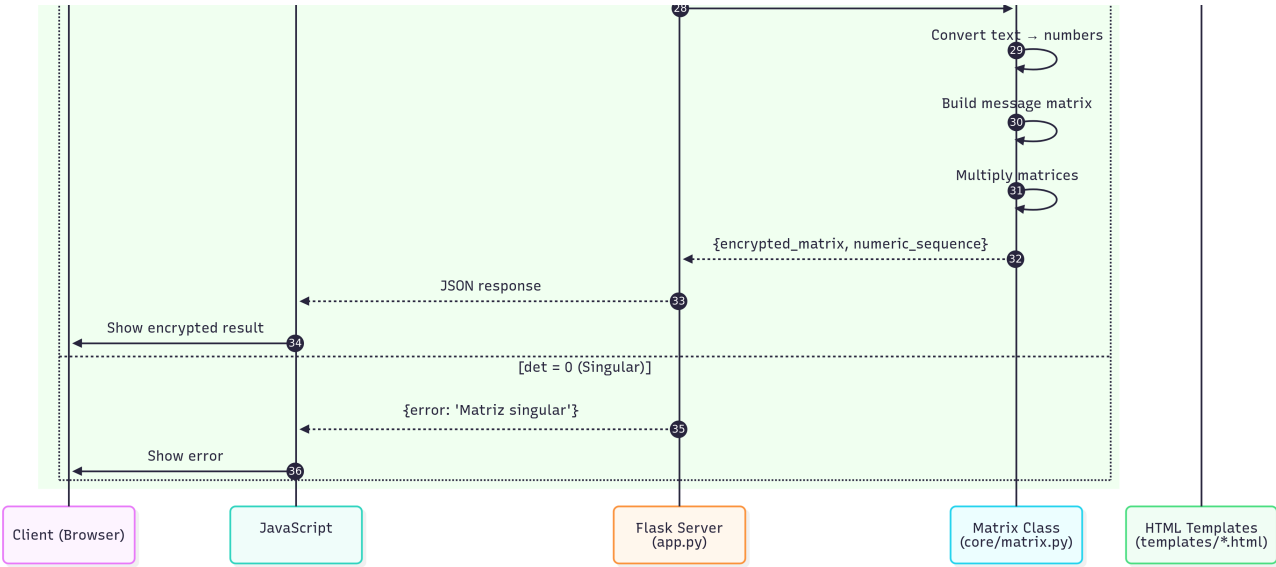 28
Convert text → numbers
29
Build message matrix
30
Multiply matrices
31
{encrypted_matrix, numeric_sequence}
32
JSON response
33
Show encrypted result
34
[det = 0 (Singular)]
{error: 'Matriz singular'}
35
Show error
36
Client (Browser)
JavaScript
Flask Server
(app.py)
Matrix Class
(core/matrix.py)
HTML Templates
(templates/*.html)